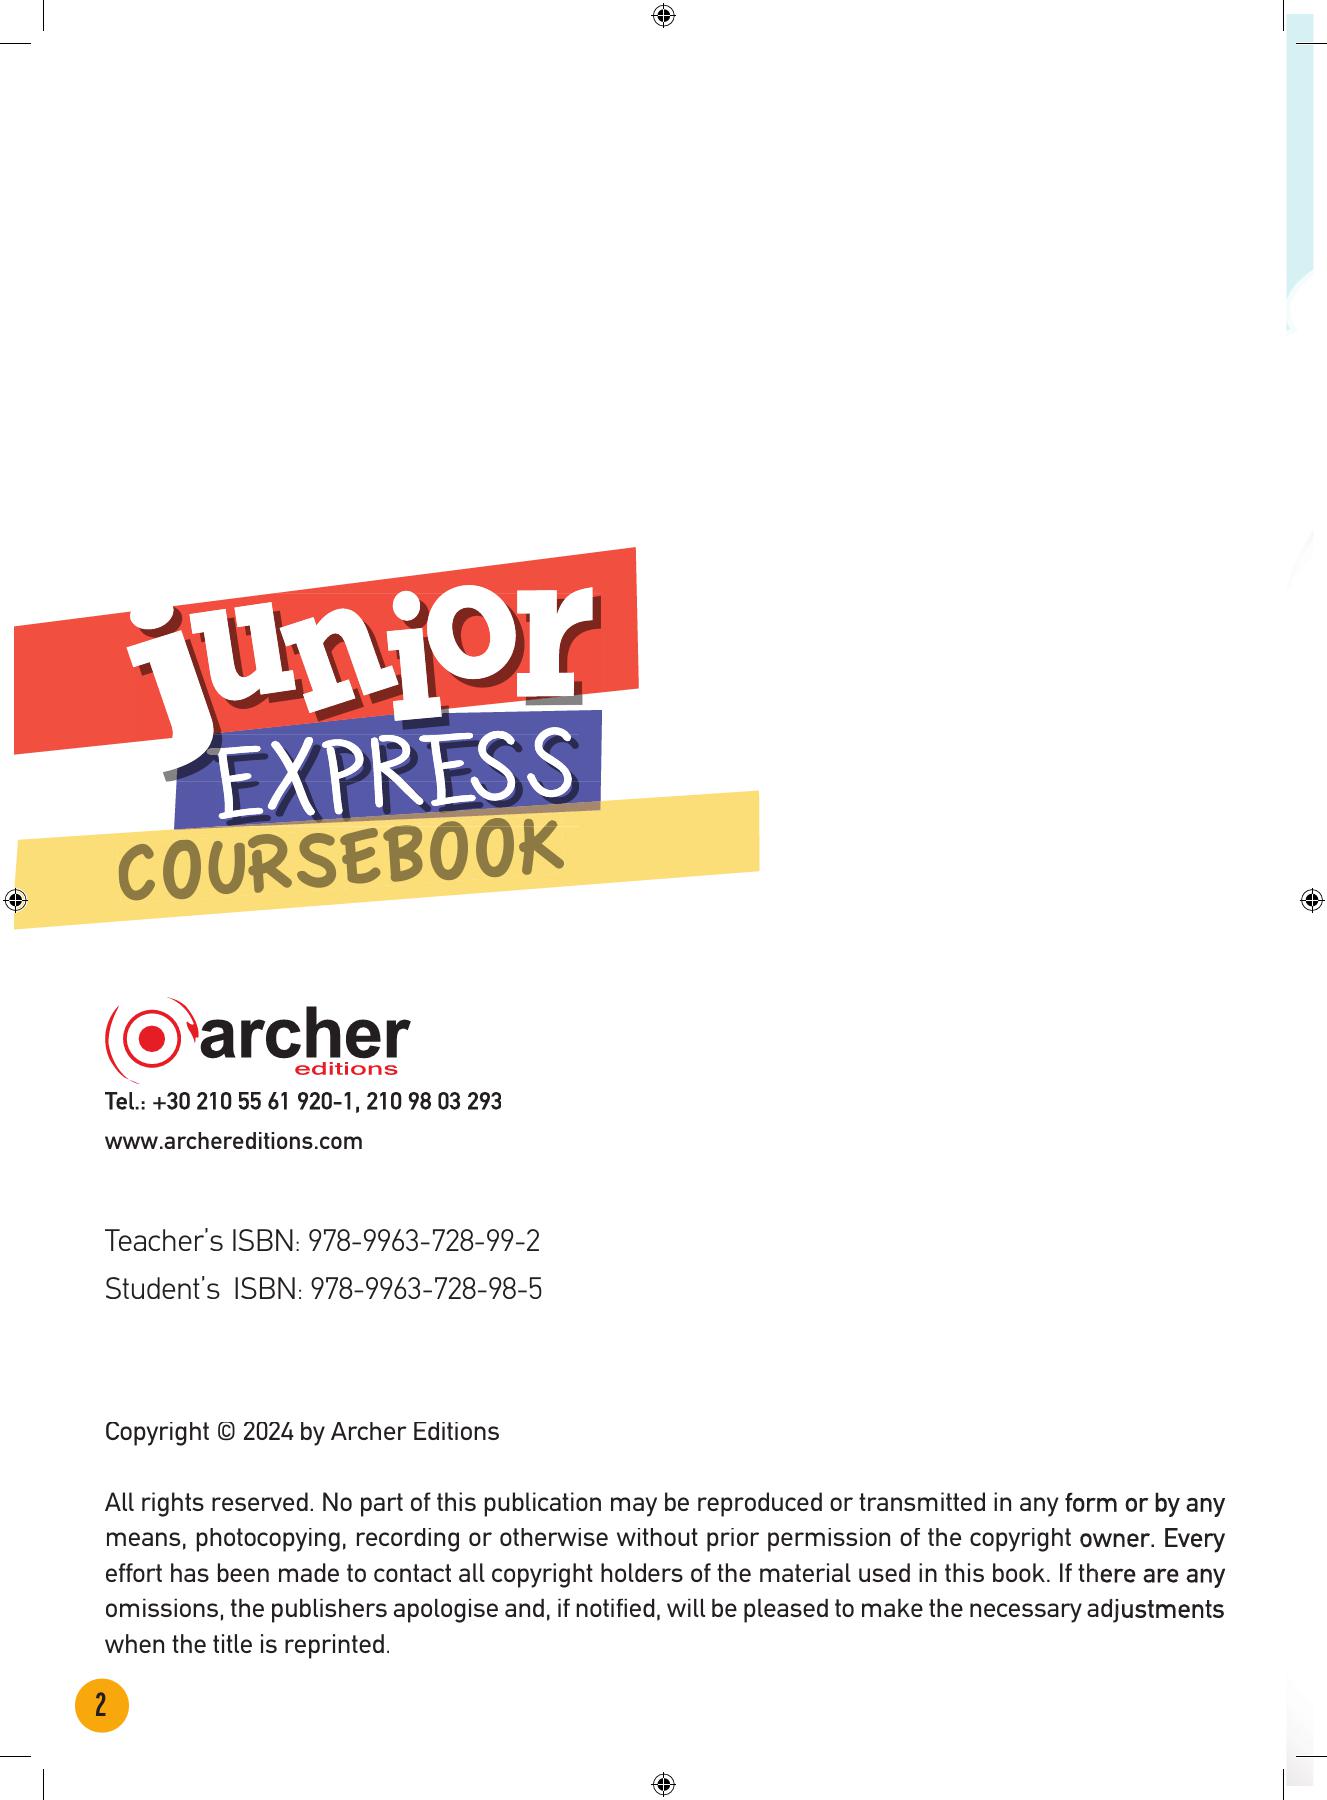 junior
EXPRESS
COURSEBOOK
archer
editions
Tel.: +30 210 55 61 920-1, 210 98 03 293
www.archereditions.com
Teacher's ISBN: 978-9963-728-99-2
Student's ISBN: 978-9963-728-98-5
Copyright © 2024 by Archer Editions
All rights reserved. No part of this publication may be reproduced or transmitted in any form or by any
means, photocopying, recording or otherwise without prior permission of the copyright owner. Every
effort has been made to contact all copyright holders of the material used in this book. If there are any
omissions, the publishers apologise and, if notified, will be pleased to make the necessary adjustments
when the title is reprinted.
2